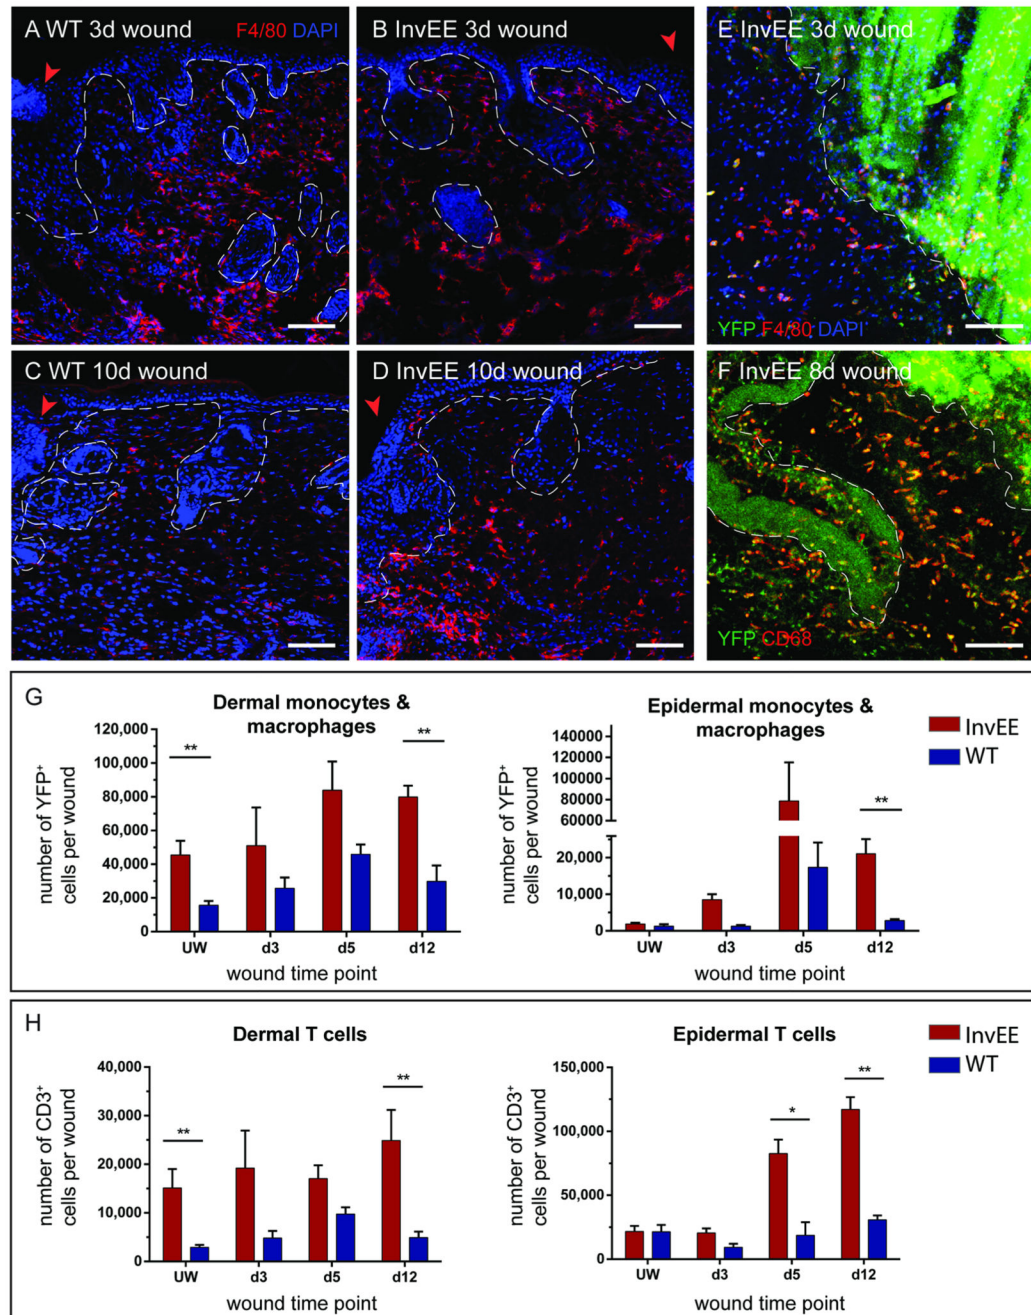 A WT 3d wound F4/80 DAPI
B InvEE 3d wound
E InvEE 3d wound
YFP F4/80 DAPI
C WT 10d wound
D InvEE 10d wound
F InvEE 8d wound
YFP CD68
G
Dermal monocytes &
macrophages
120,000
100,000
80,000
60,000
40,000
20,000
0
number of YFP+
cells per wound
**
**
UW d3 d5 d12
wound time point
Epidermal monocytes &
macrophages
140000
120000
100000
80000
60000
20,000
10,000
0
number of YFP+
cells per wound
**
UW d3 d5 d12
wound time point
InvEE
WT
H
Dermal T cells
40,000
30,000
20,000
10,000
0
number of CD3+
cells per wound
**
**
UW d3 d5 d12
wound time point
Epidermal T cells
150,000
100,000
50,000
0
number of CD3+
cells per wound
*
**
UW d3 d5 d12
wound time point
InvEE
WT